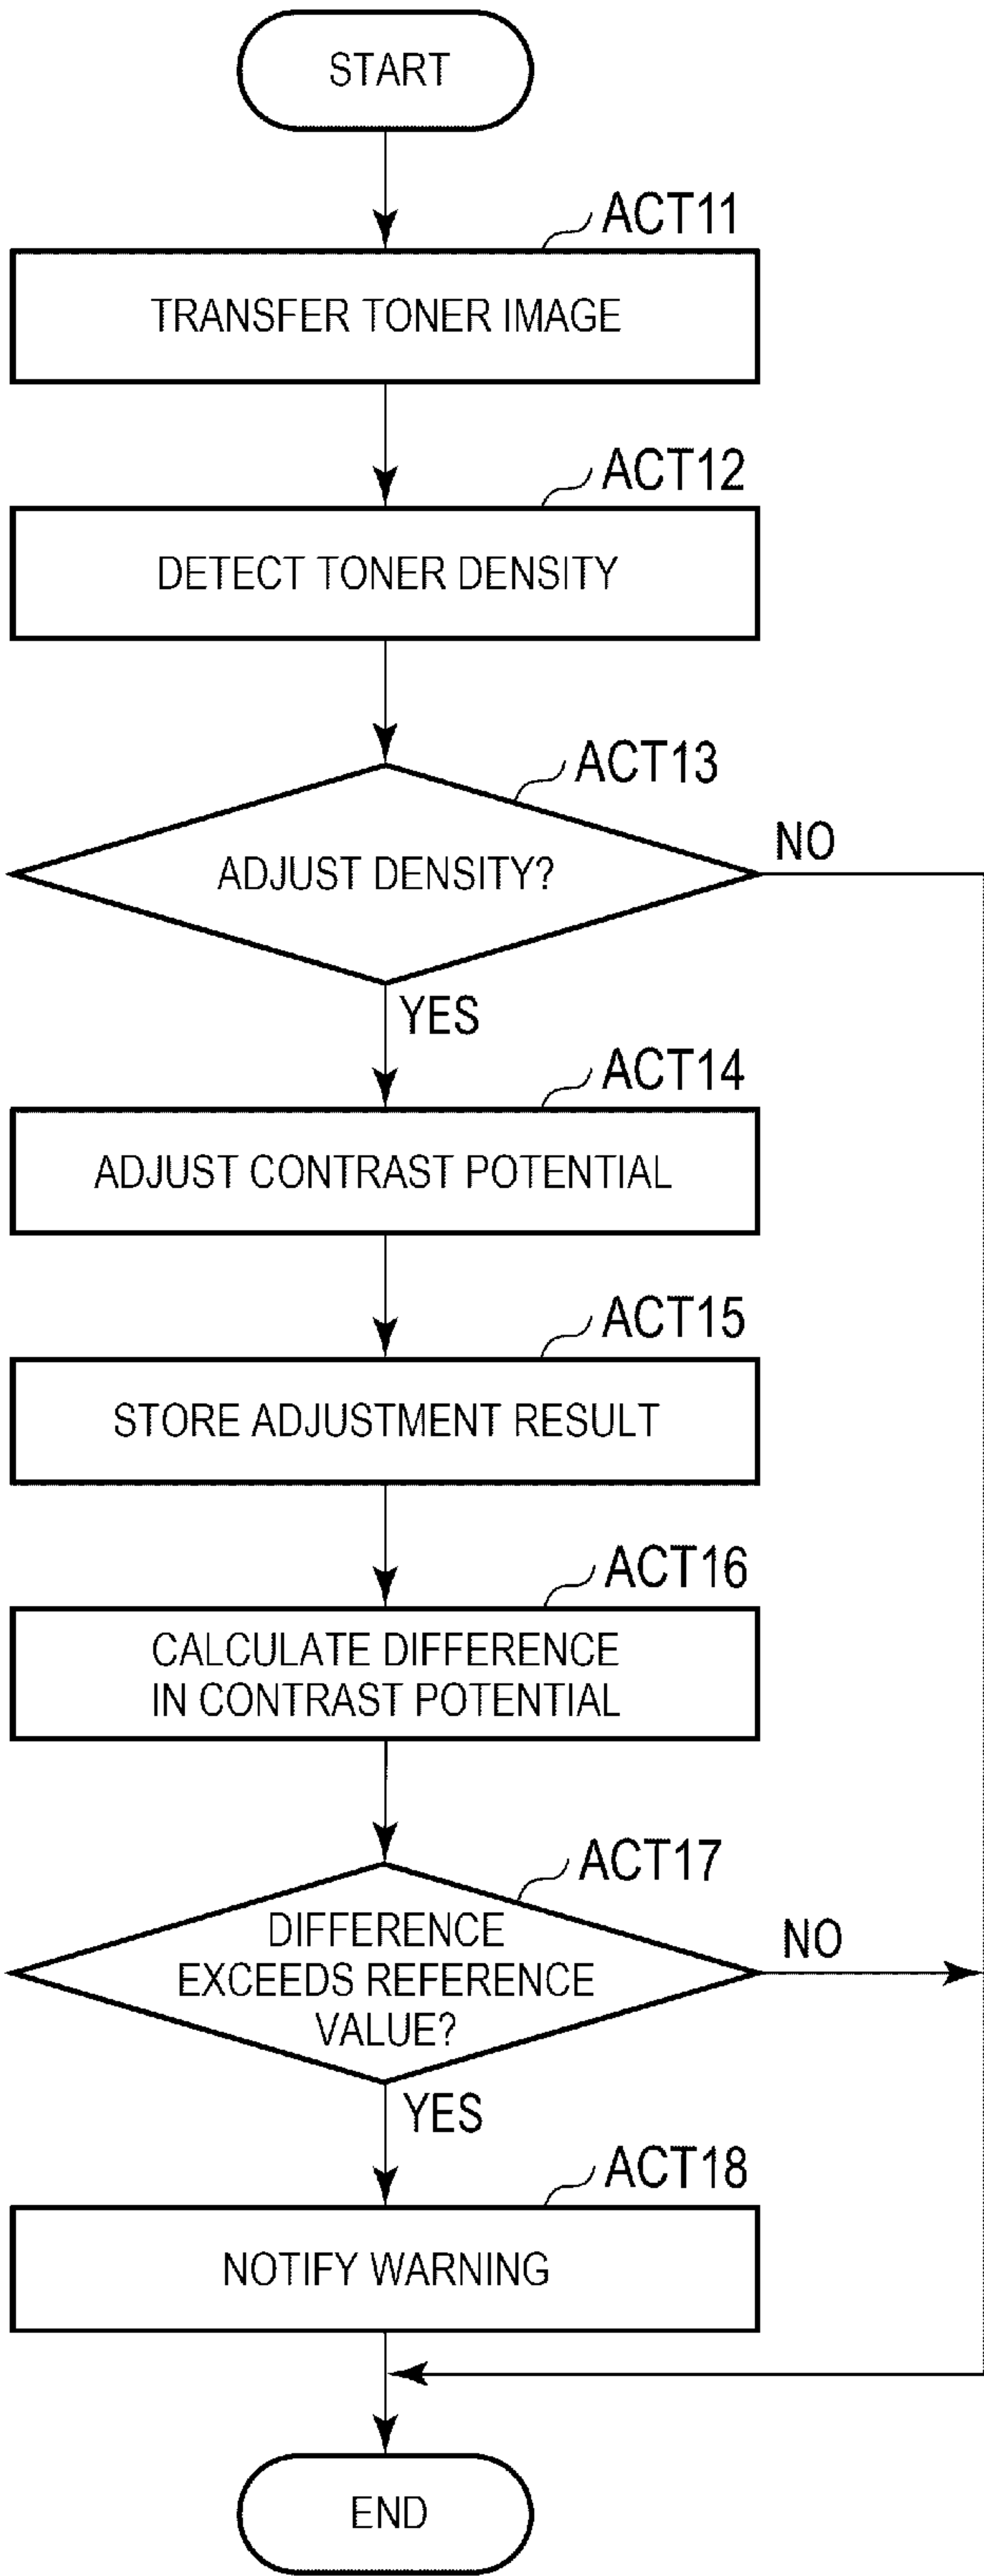 START
ACT11
TRANSFER TONER IMAGE
ACT12
DETECT TONER DENSITY
ACT13
ADJUST DENSITY?
NO
YES
ACT14
ADJUST CONTRAST POTENTIAL
ACT15
STORE ADJUSTMENT RESULT
ACT16
CALCULATE DIFFERENCE
IN CONTRAST POTENTIAL
ACT17
DIFFERENCE
EXCEEDS REFERENCE
VALUE?
NO
YES
ACT18
NOTIFY WARNING
END